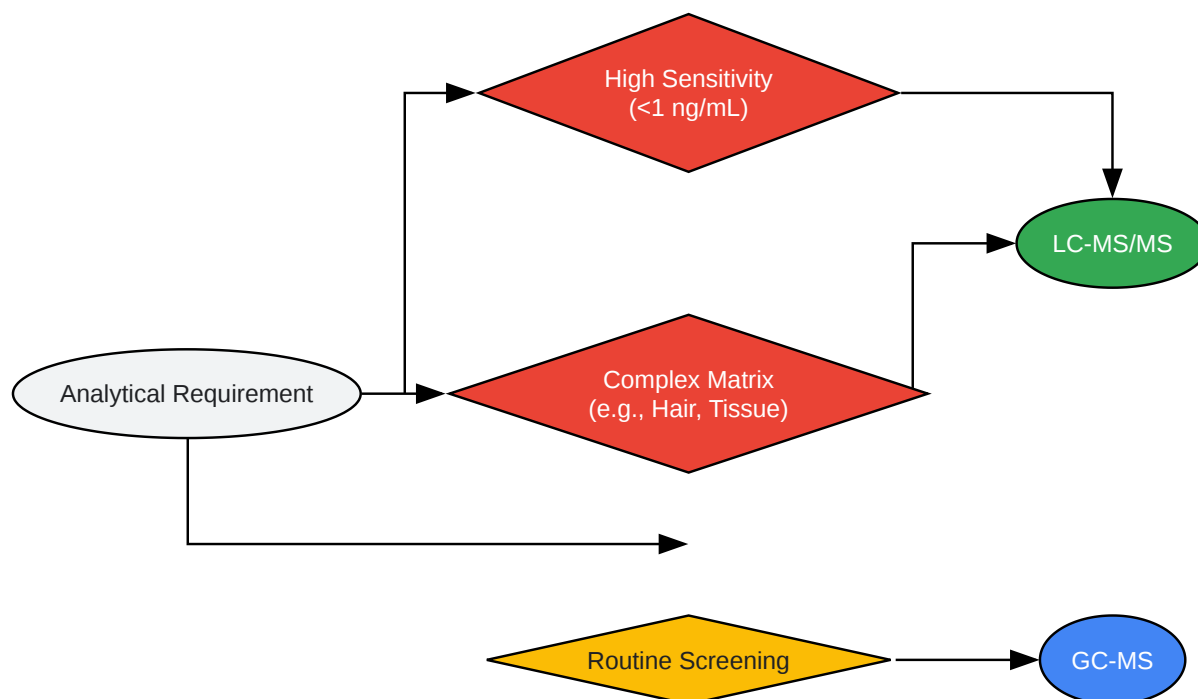 High Sensitivity
(<1 ng/mL)
LC-MS/MS
Analytical Requirement
Complex Matrix
(e.g., Hair, Tissue)
Routine Screening
GC-MS